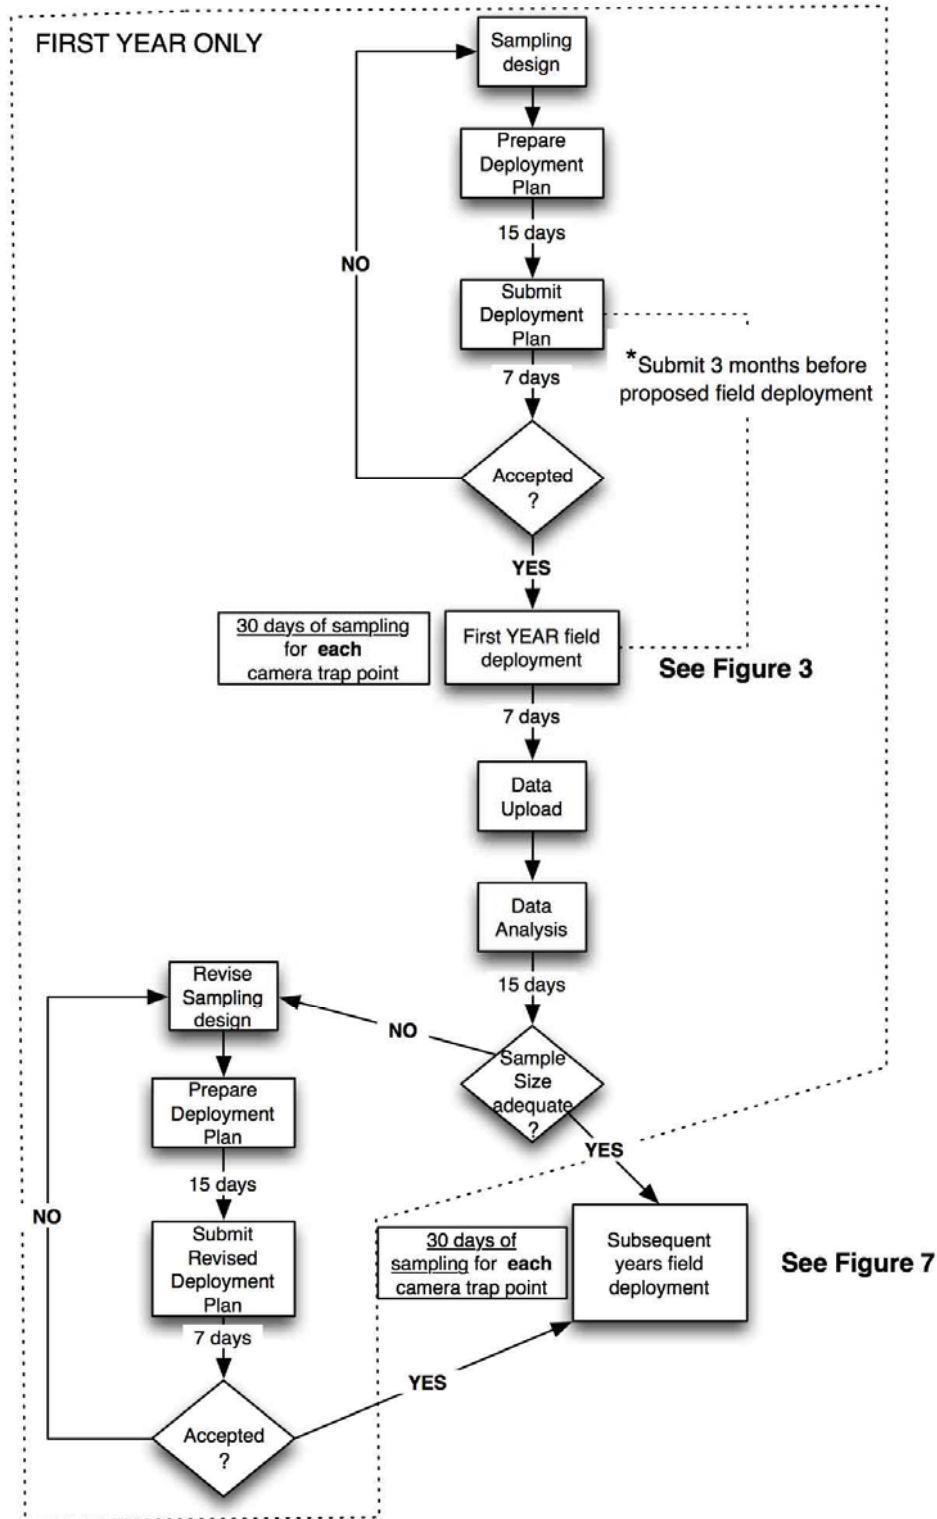 FIRST YEAR ONLY
Sampling
design
Prepare
Deployment
Plan
15 days
NO
Submit
Deployment
Plan
*Submit 3 months before
proposed field deployment
7 days
Accepted
?
YES
30 days of sampling
for each
camera trap point
First YEAR field
deployment
See Figure 3
7 days
Data
Upload
Data
Analysis
15 days
Sample
Size
adequate
?
NO
YES
Revise
Sampling
design
Prepare
Deployment
Plan
15 days
NO
Submit
Revised
Deployment
Plan
7 days
Accepted
?
YES
30 days of
sampling for each
camera trap point
Subsequent
years field
deployment
See Figure 7